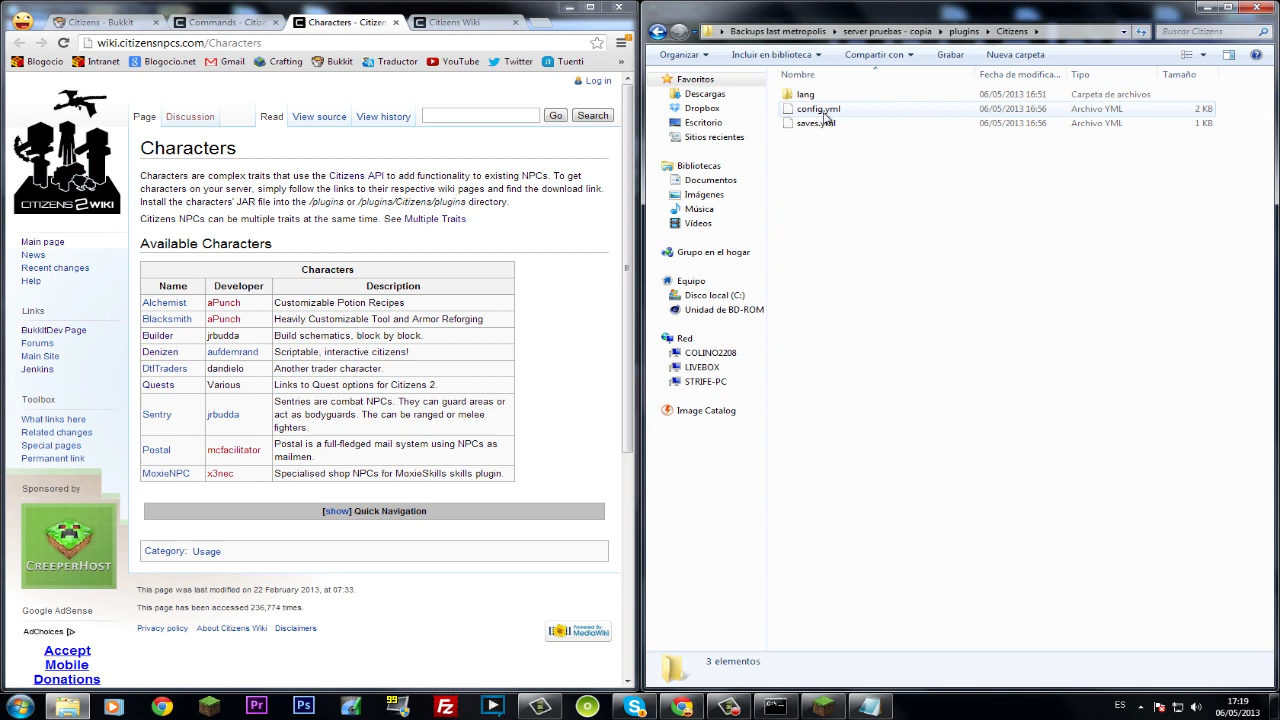 Citizens - Bukkit
Commands - Citizens
Characters - Citizen
Citizens Wiki
wiki.citizensnpcs.com/Characters
Blogocio
Intranet
Blogocio.net
Gmail
Crafting
Bukkit
Traductor
YouTube
Twitter
Tuenti
»
Log in
Page
Discussion
Read
View source
View history
Go
Search
CITIZENS2WIKI
Main page
News
Recent changes
Help
Links
BukkitDev Page
Forums
Main Site
Jenkins
Toolbox
What links here
Related changes
Special pages
Permanent link
Sponsored by
CREEPERHOST
Google AdSense
AdChoices
Accept
Mobile
Donations
Characters
Characters are complex traits that use the Citizens API to add functionality to existing NPCs. To get
characters on your server, simply follow the links to their respective wiki pages and find the download link.
Install the characters' JAR file into the /plugins or /plugins/Citizens/plugins directory.
Citizens NPCs can be multiple traits at the same time. See Multiple Traits
Available Characters
Characters
Name Developer Description
Alchemist aPunch Customizable Potion Recipes
Blacksmith aPunch Heavily Customizable Tool and Armor Reforging
Builder jrbudda Build schematics, block by block.
Denizen aufdemrand Scriptable, interactive citizens!
DtlTraders dandielo Another trader character.
Quests Various Links to Quest options for Citizens 2.
Sentry jrbudda Sentries are combat NPCs. They can guard areas or
act as bodyguards. The can be ranged or melee
fighters.
Postal mcfacilitator Postal is a full-fledged mail system using NPCs as
mailmen.
MoxieNPC x3nec Specialised shop NPCs for MoxieSkills skills plugin.
[show] Quick Navigation
Category: Usage
This page was last modified on 22 February 2013, at 07:33.
This page has been accessed 236,774 times.
Privacy policy About Citizens Wiki Disclaimers
Powered By
MediaWiki
Backups last metropolis
server pruebas - copia
plugins
Citizens
Buscar Citizens
Organizar
Incluir en biblioteca
Compartir con
Grabar
Nueva carpeta
Nombre
Fecha de modifica...
Tipo
Tamaño
lang 06/05/2013 16:51 Carpeta de archivos
config.yml 06/05/2013 16:56 Archivo YML 2 KB
saves.yml 06/05/2013 16:56 Archivo YML 1 KB
Favoritos
Descargas
Dropbox
Escritorio
Sitios recientes
Bibliotecas
Documentos
Imágenes
Música
Vídeos
Grupo en el hogar
Equipo
Disco local (C:)
Unidad de BD-ROM
Red
COLINO2208
LIVEBOX
STRIFE-PC
Image Catalog
3 elementos
Pr
Ps
99
Fz
ES
17:19
06/05/2013